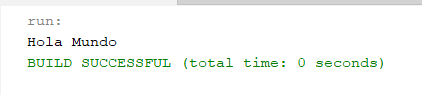 run:
Hola Mundo
BUILD SUCCESSFUL (total time: 0 seconds)